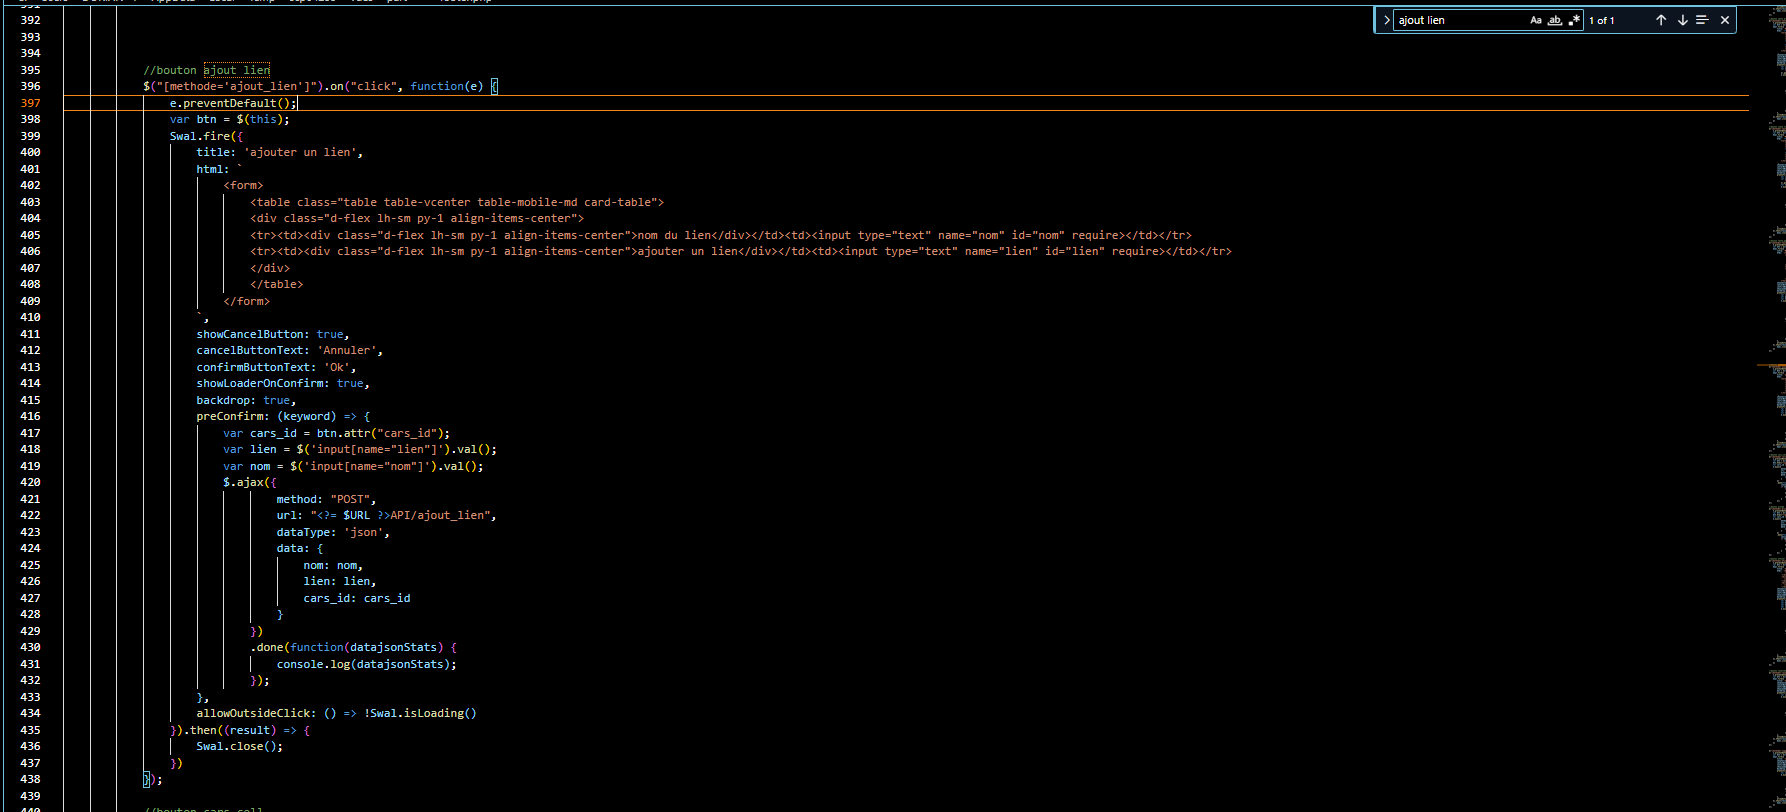 ajout lien
1 of 1
392
393
394
395 //bouton ajout lien
396 $("[methode='ajout_lien']").on("click", function(e) {
397 e.preventDefault();
398 var btn = $(this);
399 Swal.fire({
400 title: 'ajouter un lien',
401 html: `
402 <form>
403 <table class="table table-vcenter table-mobile-md card-table">
404 <div class="d-flex lh-sm py-1 align-items-center">
405 <tr><td><div class="d-flex lh-sm py-1 align-items-center">nom du lien</div></td><td><input type="text" name="nom" id="nom" require></td></tr>
406 <tr><td><div class="d-flex lh-sm py-1 align-items-center">ajouter un lien</div></td><td><input type="text" name="lien" id="lien" require></td></tr>
407 </div>
408 </table>
409 </form>
410 `,
411 showCancelButton: true,
412 cancelButtonText: 'Annuler',
413 confirmButtonText: 'Ok',
414 showLoaderOnConfirm: true,
415 backdrop: true,
416 preConfirm: (keyword) => {
417 var cars_id = btn.attr("cars_id");
418 var lien = $('input[name="lien"]').val();
419 var nom = $('input[name="nom"]').val();
420 $.ajax({
421 method: "POST",
422 url: "<?= $URL ?>API/ajout_lien",
423 dataType: 'json',
424 data: {
425 nom: nom,
426 lien: lien,
427 cars_id: cars_id
428 }
429 })
430 .done(function(datajsonStats) {
431 console.log(datajsonStats);
432 });
433 },
434 allowOutsideClick: () => !Swal.isLoading()
435 }).then((result) => {
436 Swal.close();
437 })
438 });
439